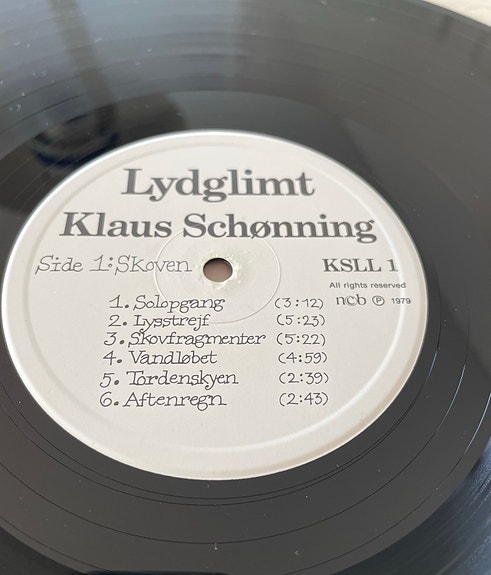 Lydglimt
Klaus Schønning
Side 1: Skoven KSLL 1
All rights reserved
ncb Ⓟ 1979
1. Solopgang (3:12)
2. Lysstrejf (5:23)
3. Skovfragmenter (5:22)
4. Vandløbet (4:59)
5. Tordenskyen (2:39)
6. Aftenregn (2:43)